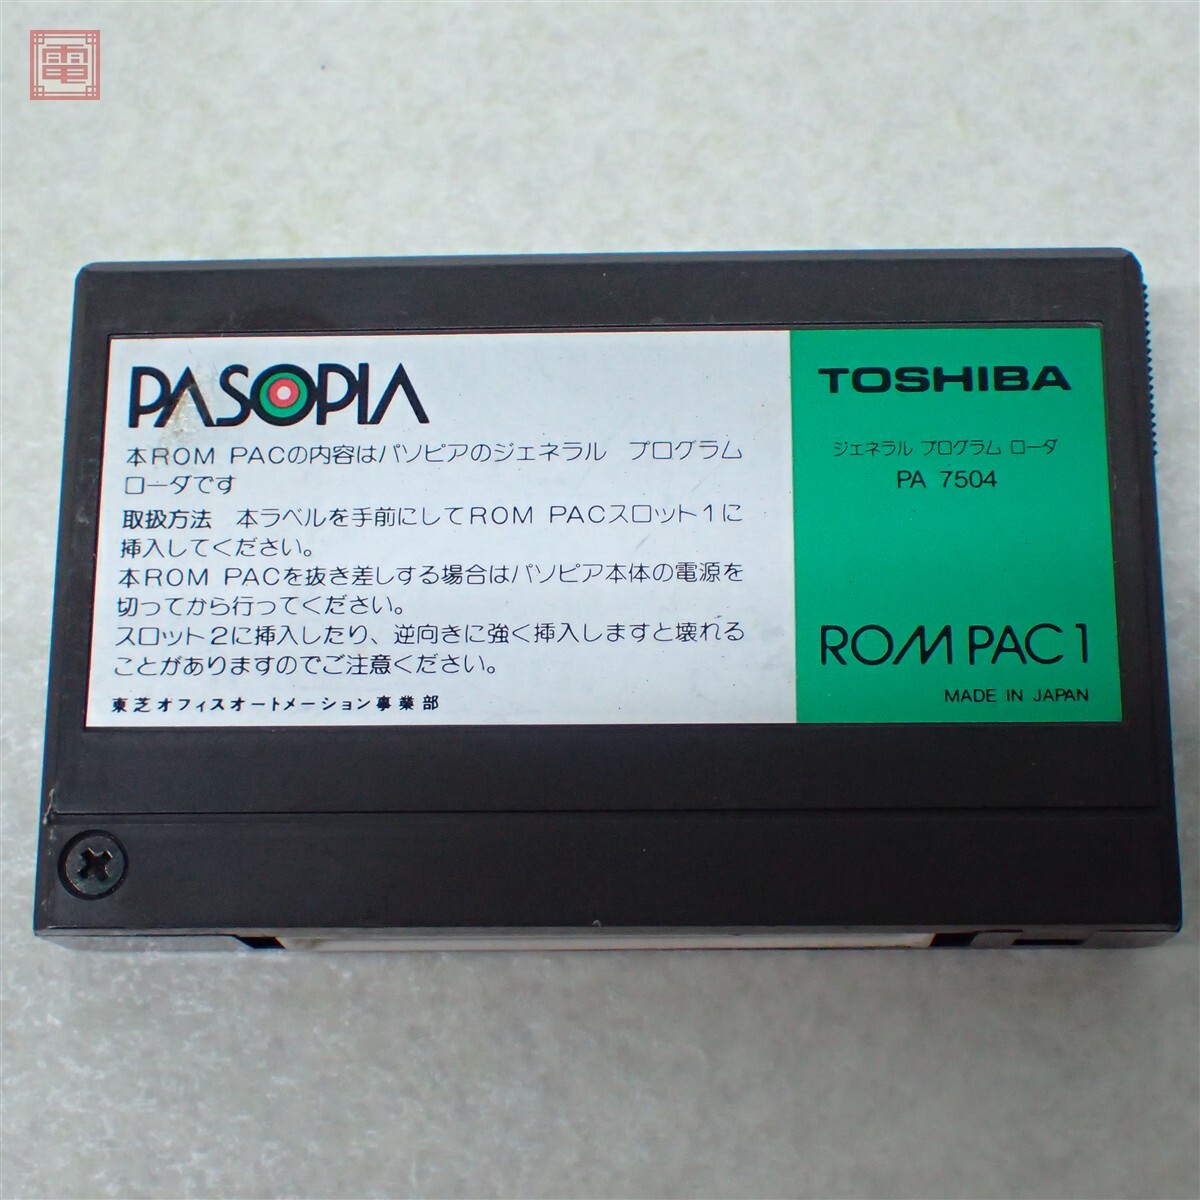 電
PASOPIA
本ROM PACの内容はパソピアのジェネラル プログラム
ローダです
取扱方法 本ラベルを手前にしてROM PACスロット1に
挿入してください。
本ROM PACを抜き差しする場合はパソピア本体の電源を
切ってから行ってください。
スロット2に挿入したり、逆向きに強く挿入しますと壊れる
ことがありますのでご注意ください。
東芝オフィスオートメーション事業部
TOSHIBA
ジェネラル プログラム ローダ
PA 7504
ROM PAC 1
MADE IN JAPAN